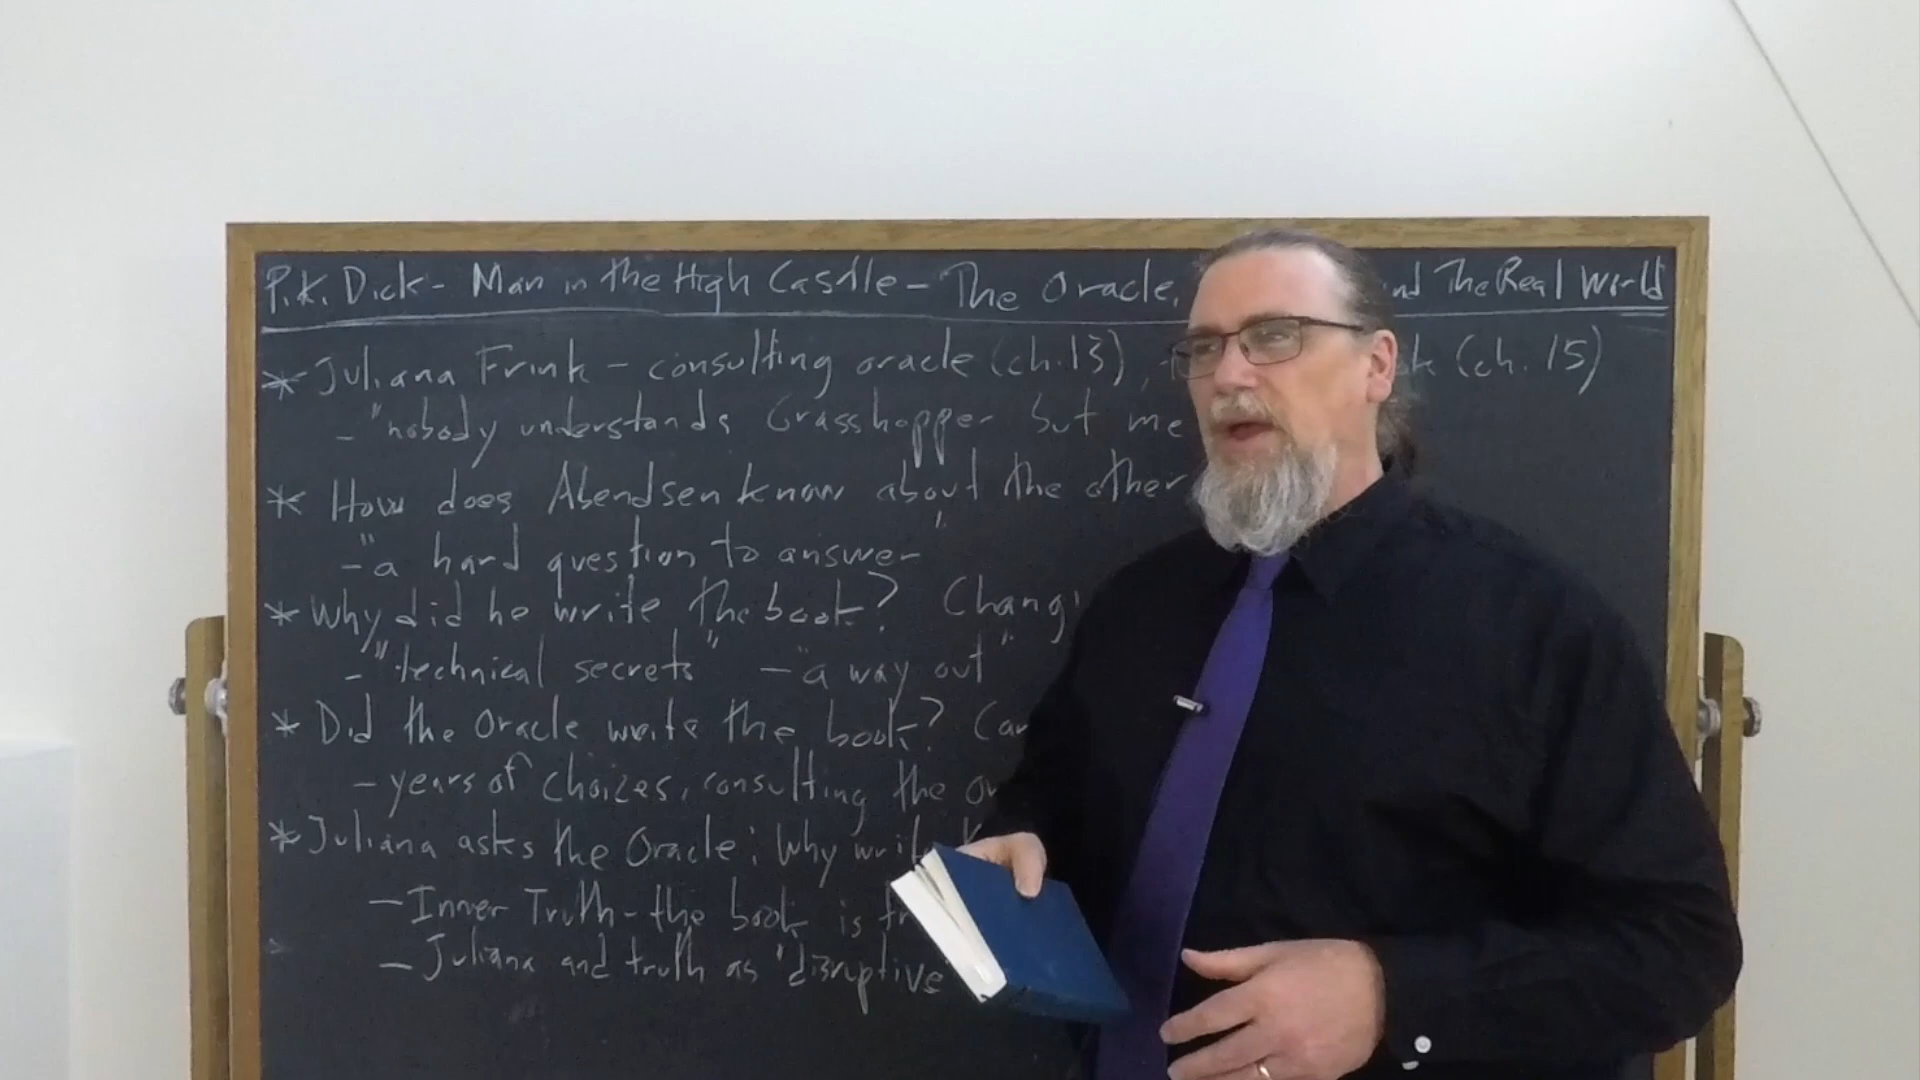 P.K. Dick - Man in the High Castle - The Oracle, and The Real World
* Juliana Frink - consulting oracle (ch. 13), (ch. 15)
- "nobody understands Grasshopper but me
* How does Abendsen know about the other
- "a hard question to answer"
* Why did he write the book?
- "technical secrets" - "a way out"
* Did the Oracle write the book?
- years of choices, consulting the
* Juliana asks the Oracle: Why write
- Inner Truth - the book is
- Juliana and truth as "disruptive